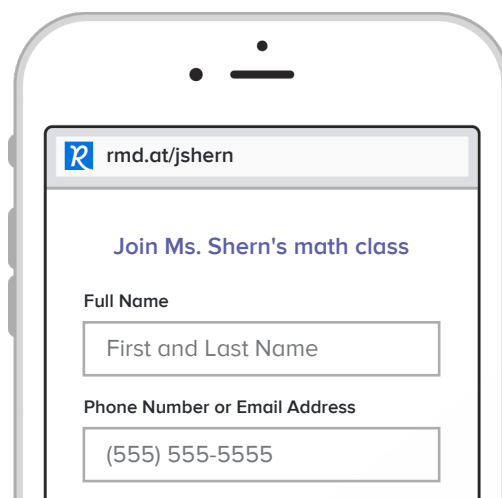 rmd.at/jshern
Join Ms. Shern's math class
Full Name
First and Last Name
Phone Number or Email Address
(555) 555-5555